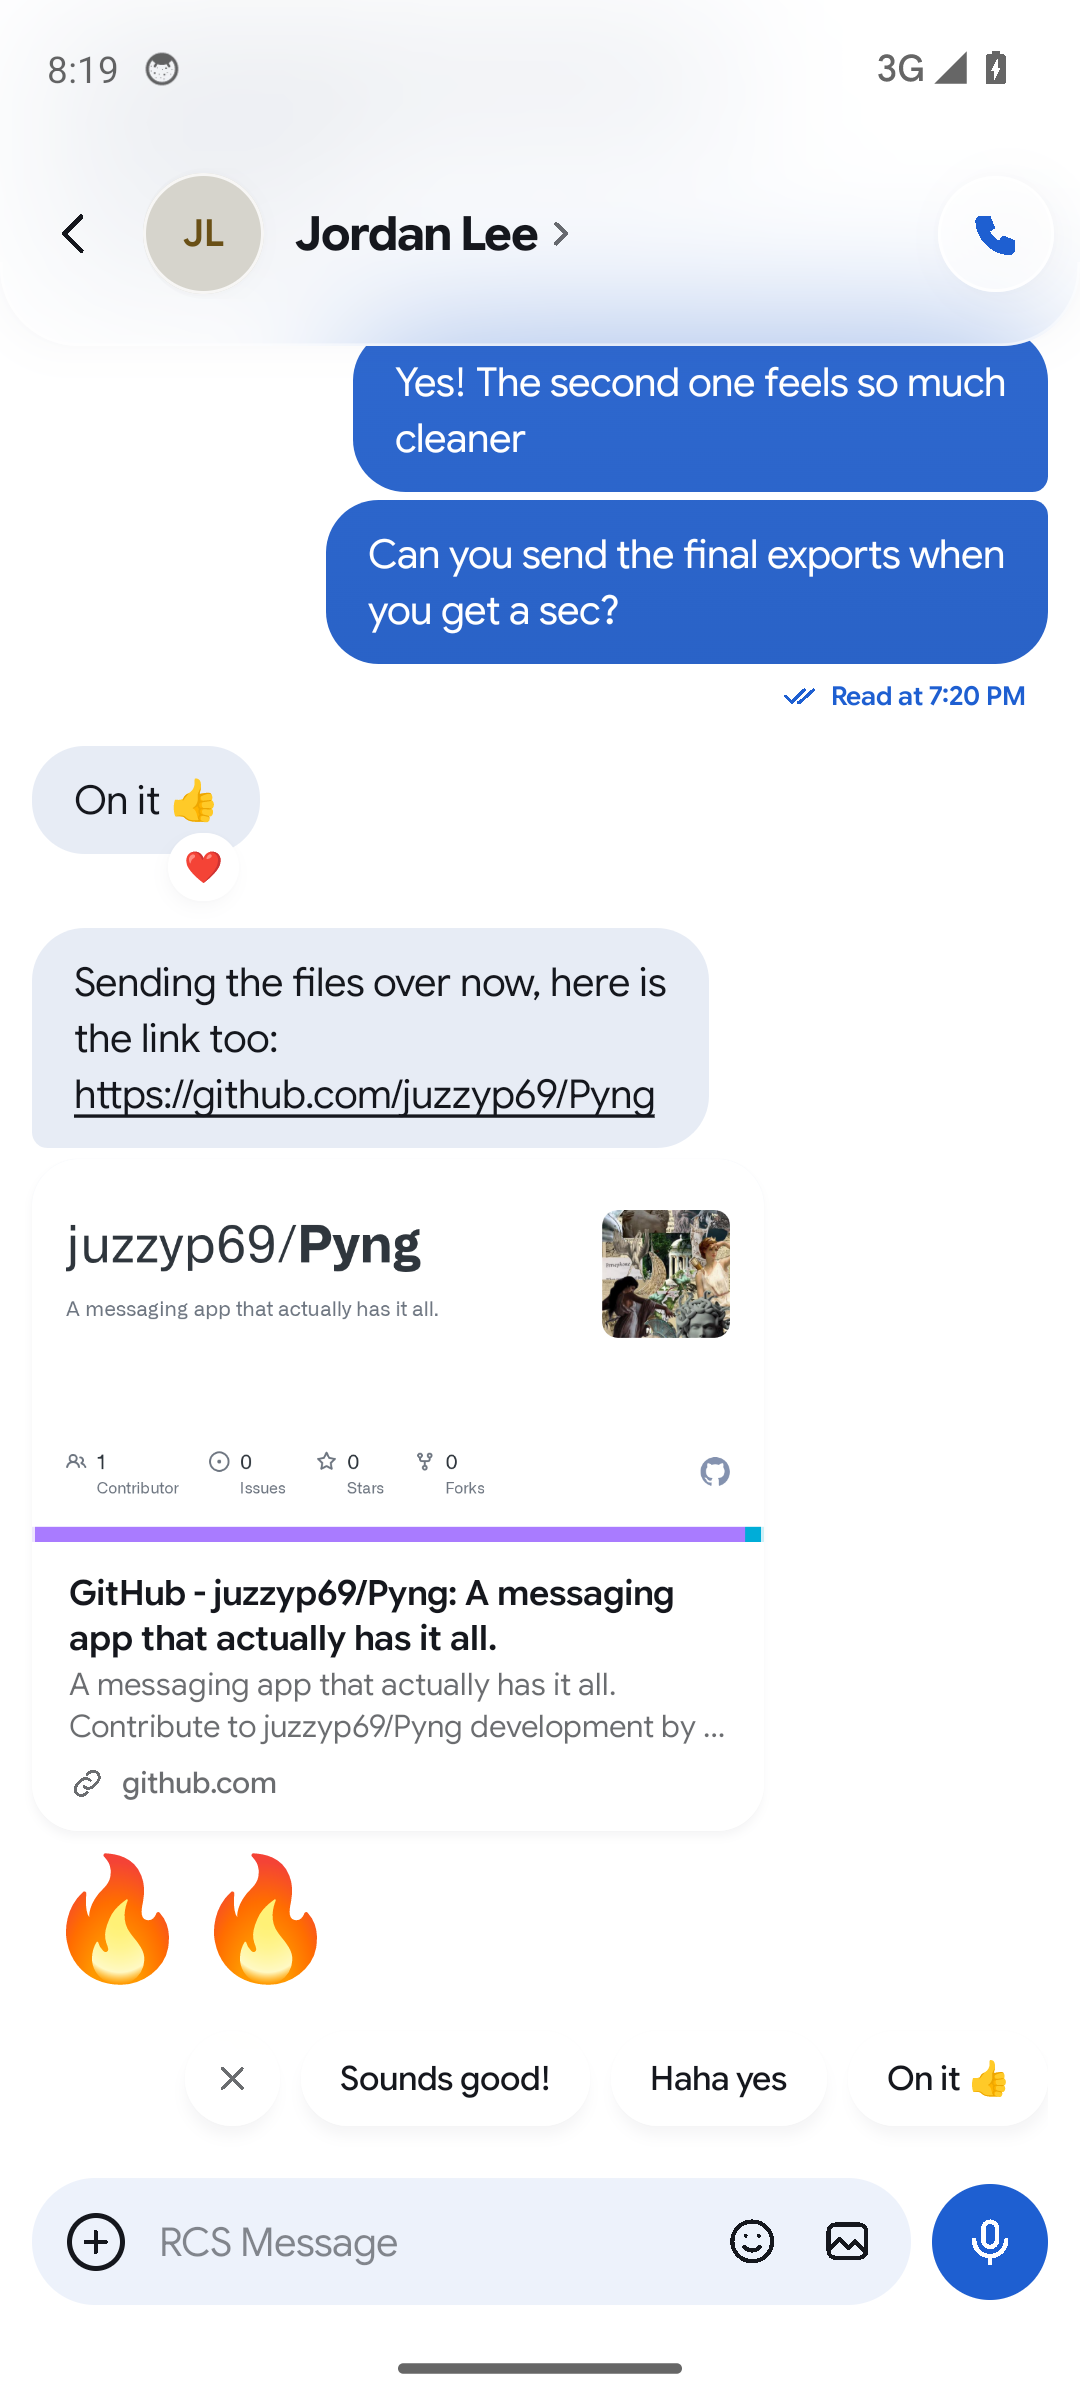 8:19
3G
JL
Jordan Lee
Yes! The second one feels so much
cleaner
Can you send the final exports when
you get a sec?
Read at 7:20 PM
On it 👍
❤️
Sending the files over now, here is
the link too:
https://github.com/juzzyp69/Pyng
juzzyp69/Pyng
A messaging app that actually has it all.
1
Contributor
0
Issues
0
Stars
0
Forks
GitHub - juzzyp69/Pyng: A messaging
app that actually has it all.
A messaging app that actually has it all.
Contribute to juzzyp69/Pyng development by ...
github.com
🔥 🔥
Sounds good!
Haha yes
On it 👍
RCS Message